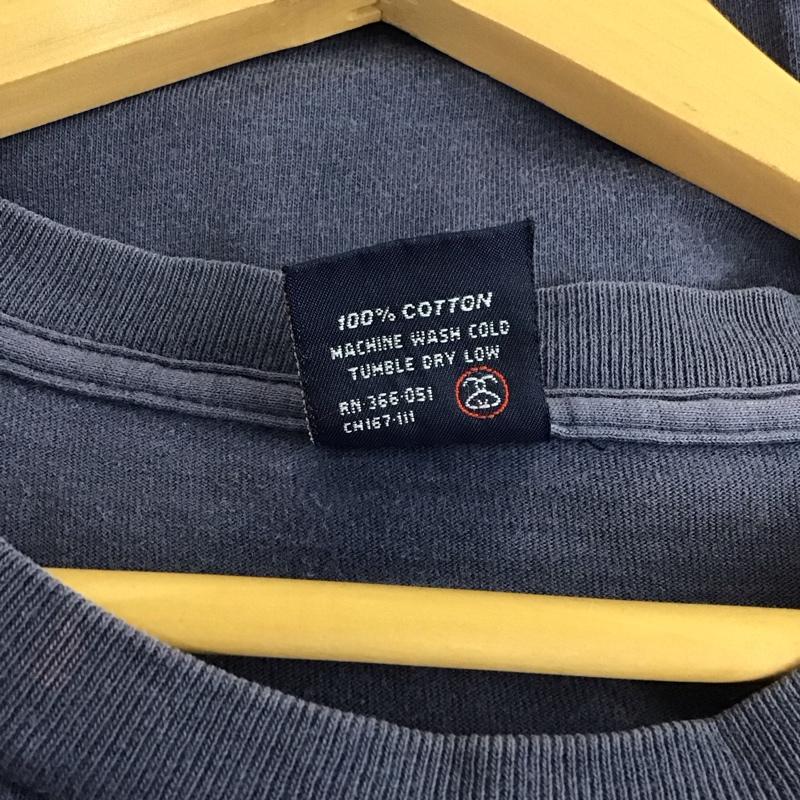 100% COTTON
MACHINE WASH COLD
TUMBLE DRY LOW
RN·366·051
CH167·111